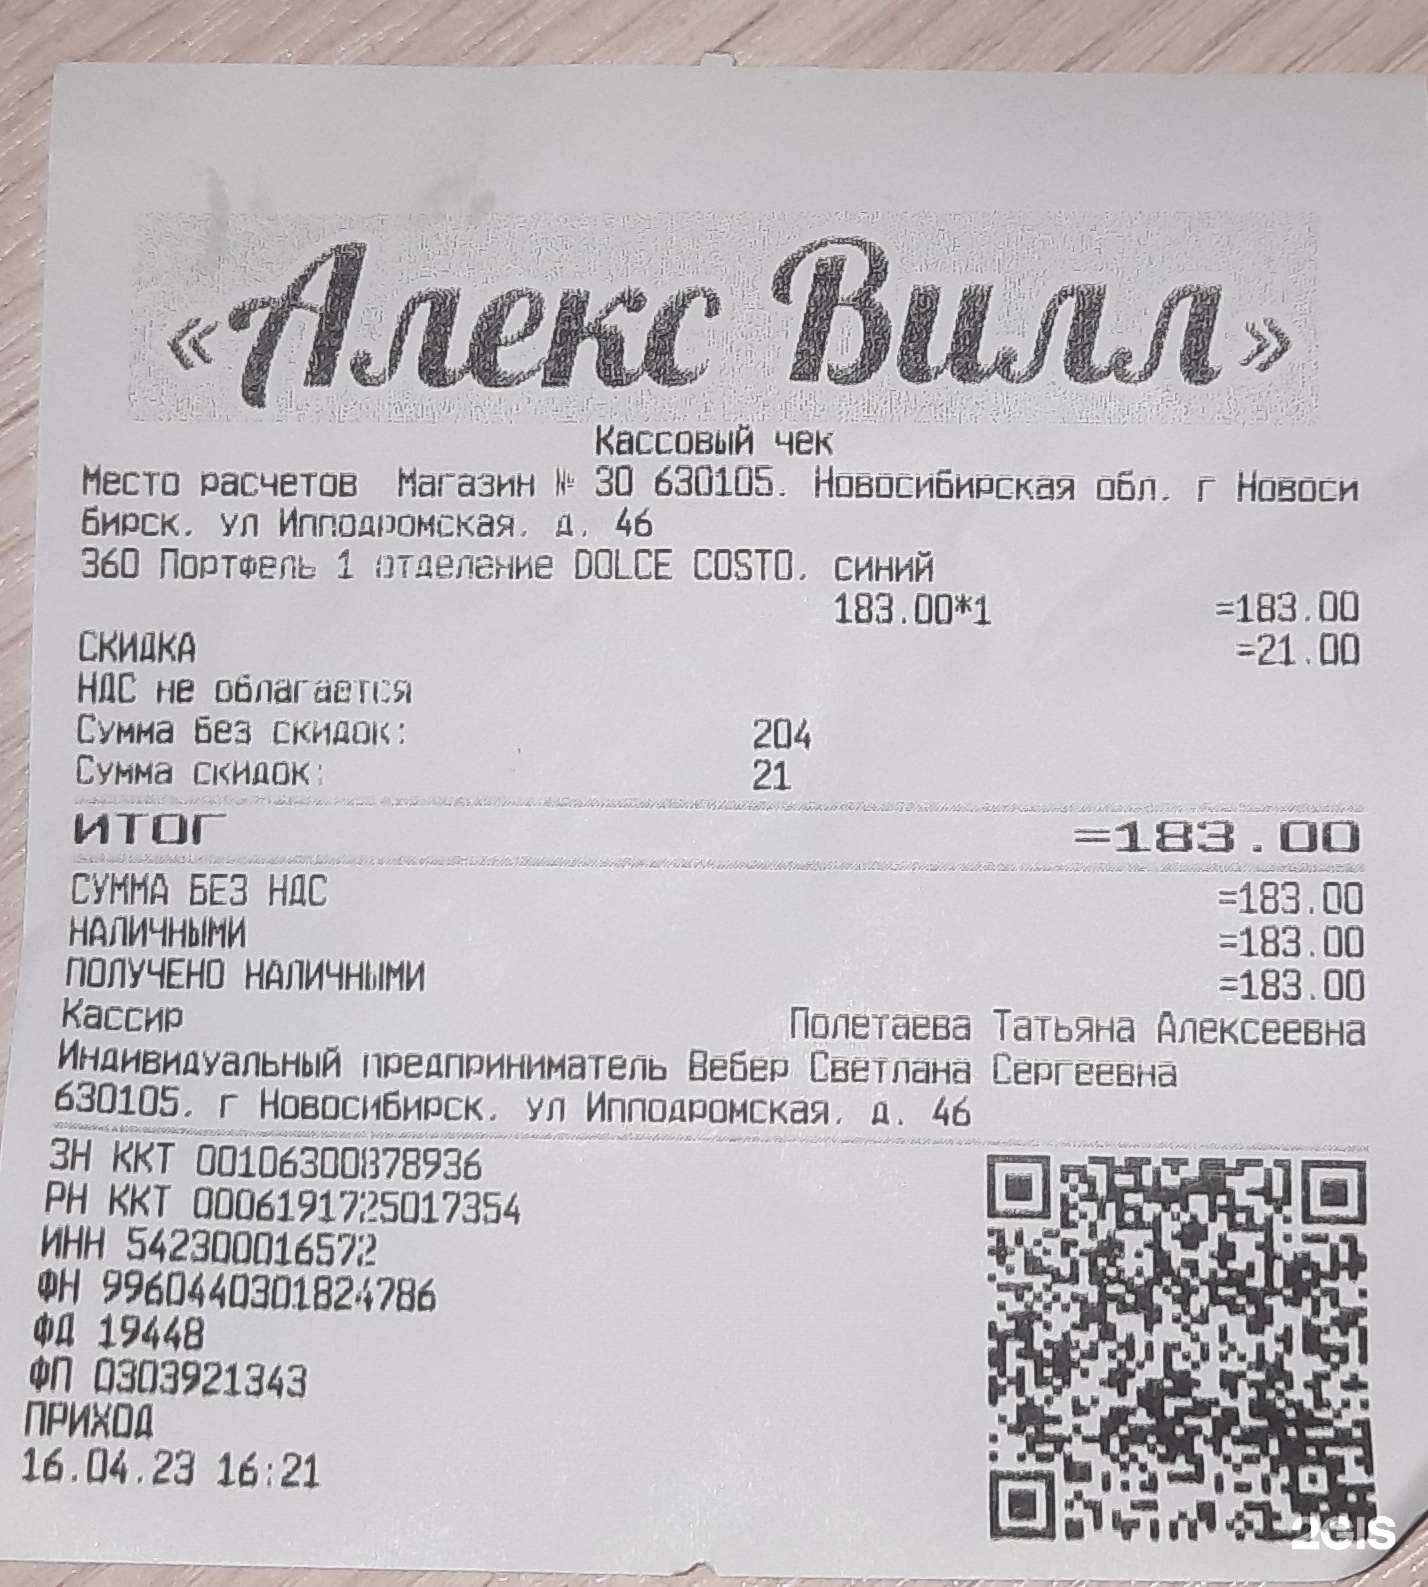 «Алекс Вилл»
Кассовый чек
Место расчетов Магазин № 30 630105, Новосибирская обл, г Новоси
бирск, ул Ипподромская, д. 46
360 Портфель 1 отделение DOLCE COSTO, синий
183.00*1 =183.00
СКИДКА =21.00
НДС не облагается
Сумма без скидок: 204
Сумма скидок: 21
ИТОГ =183.00
СУММА БЕЗ НДС =183.00
НАЛИЧНЫМИ =183.00
ПОЛУЧЕНО НАЛИЧНЫМИ =183.00
Кассир Полетаева Татьяна Алексеевна
Индивидуальный предприниматель Вебер Светлана Сергеевна
630105, г Новосибирск, ул Ипподромская, д. 46
ЗН ККТ 00106300878936
РН ККТ 0006191725017354
ИНН 542300016572
ФН 9960440301824786
ФД 19448
ФП 0303921343
ПРИХОД
16.04.23 16:21
2GIS